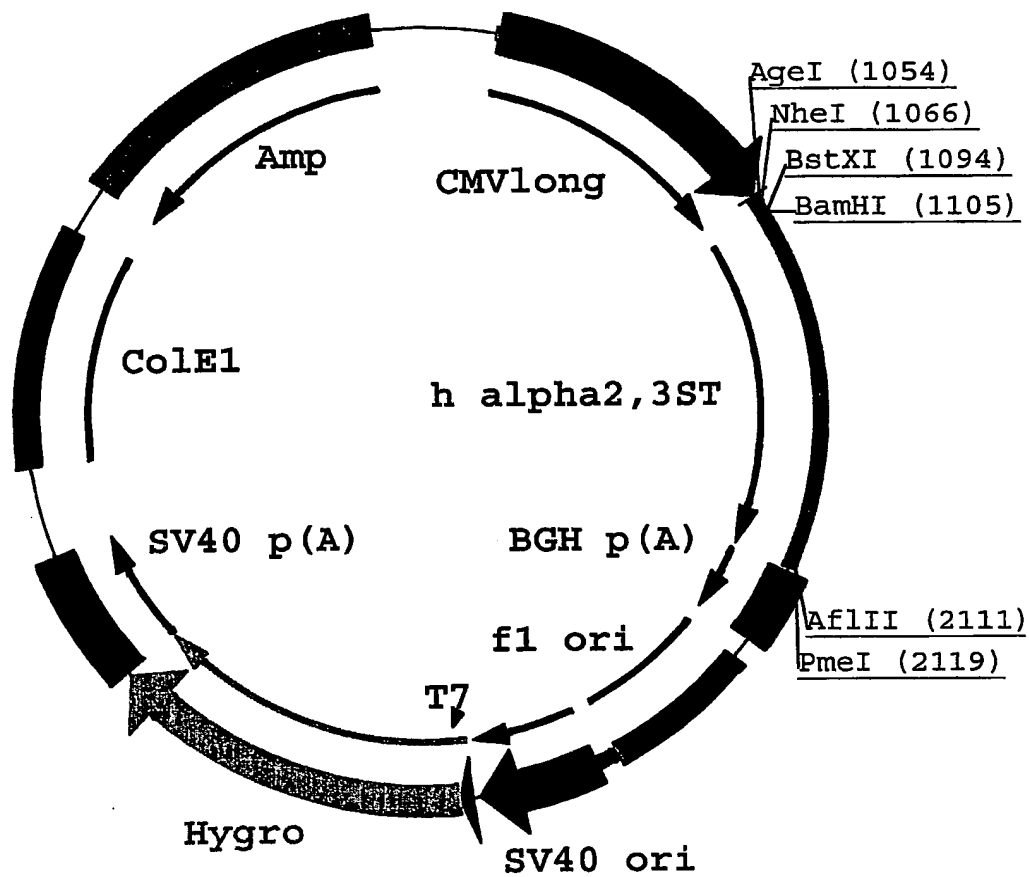 AgeI (1054)
NheI (1066)
BstXI (1094)
BamHI (1105)
Amp
CMVlong
ColE1
h alpha2,3ST
SV40 p(A)
BGH p(A)
AflII (2111)
PmeI (2119)
f1 ori
T7
Hygro
SV40 ori